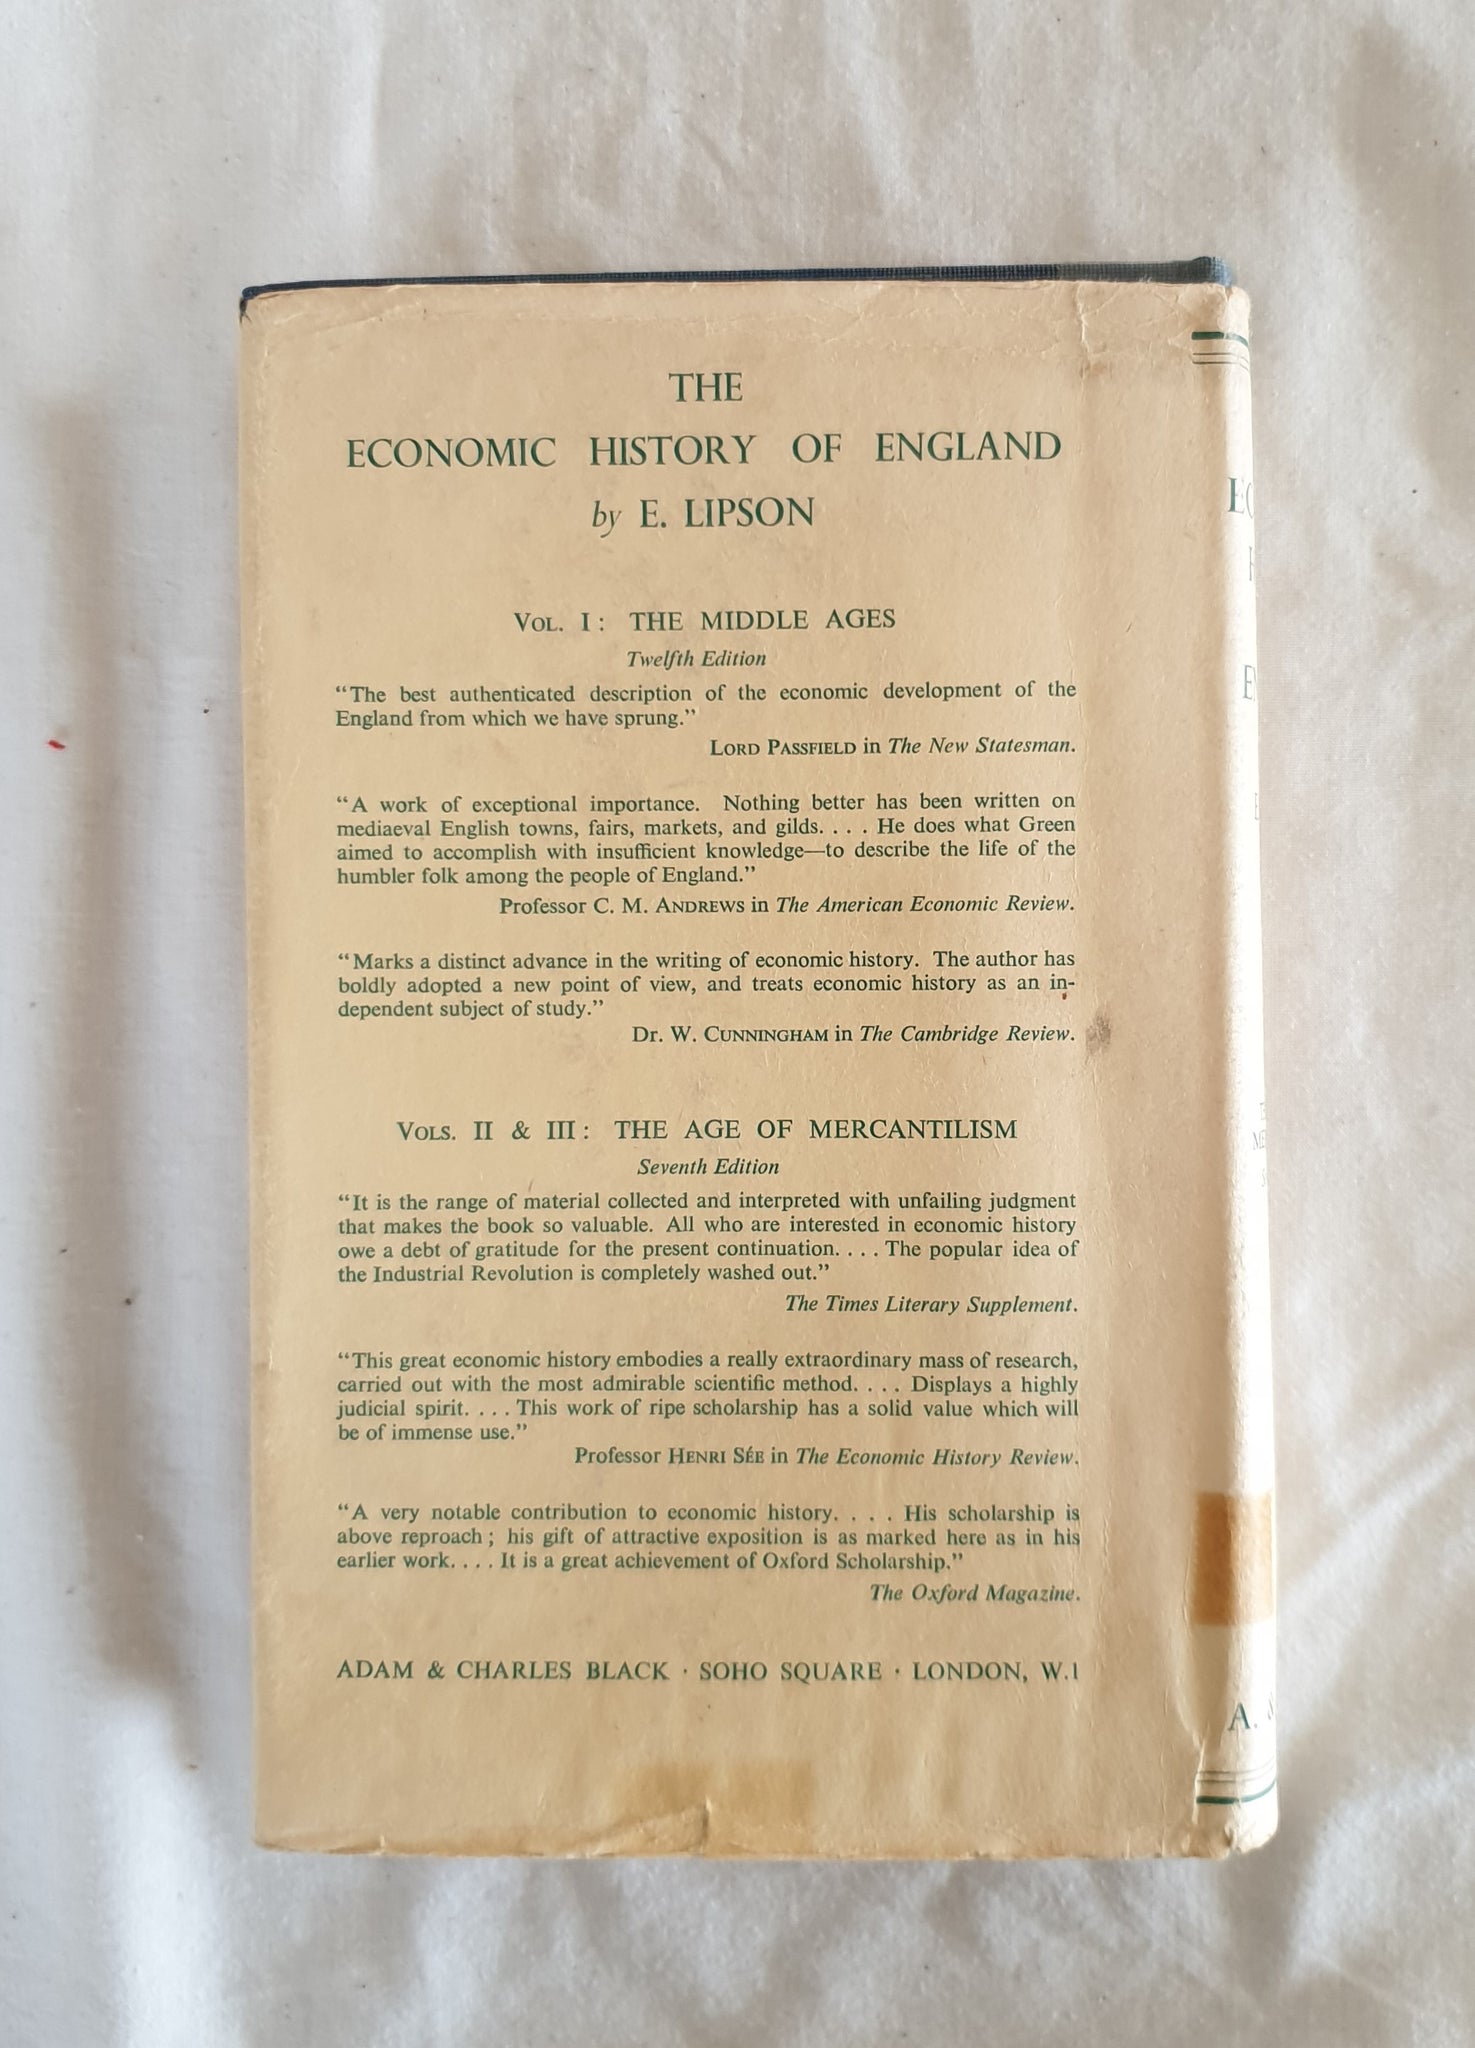 THE
ECONOMIC HISTORY OF ENGLAND
by E. LIPSON
VOL. I: THE MIDDLE AGES
Twelfth Edition
“The best authenticated description of the economic development of the
England from which we have sprung.”
LORD PASSFIELD in The New Statesman.
“A work of exceptional importance. Nothing better has been written on
mediaeval English towns, fairs, markets, and gilds. . . . He does what Green
aimed to accomplish with insufficient knowledge—to describe the life of the
humbler folk among the people of England.”
Professor C. M. ANDREWS in The American Economic Review.
“Marks a distinct advance in the writing of economic history. The author has
boldly adopted a new point of view, and treats economic history as an in-
dependent subject of study.”
Dr. W. CUNNINGHAM in The Cambridge Review.
VOLS. II & III: THE AGE OF MERCANTILISM
Seventh Edition
“It is the range of material collected and interpreted with unfailing judgment
that makes the book so valuable. All who are interested in economic history
owe a debt of gratitude for the present continuation. . . . The popular idea of
the Industrial Revolution is completely washed out.”
The Times Literary Supplement.
“This great economic history embodies a really extraordinary mass of research,
carried out with the most admirable scientific method. . . . Displays a highly
judicial spirit. . . . This work of ripe scholarship has a solid value which will
be of immense use.”
Professor HENRI SÉE in The Economic History Review.
“A very notable contribution to economic history. . . . His scholarship is
above reproach; his gift of attractive exposition is as marked here as in his
earlier work. . . . It is a great achievement of Oxford Scholarship.”
The Oxford Magazine.
ADAM & CHARLES BLACK · SOHO SQUARE · LONDON, W.1